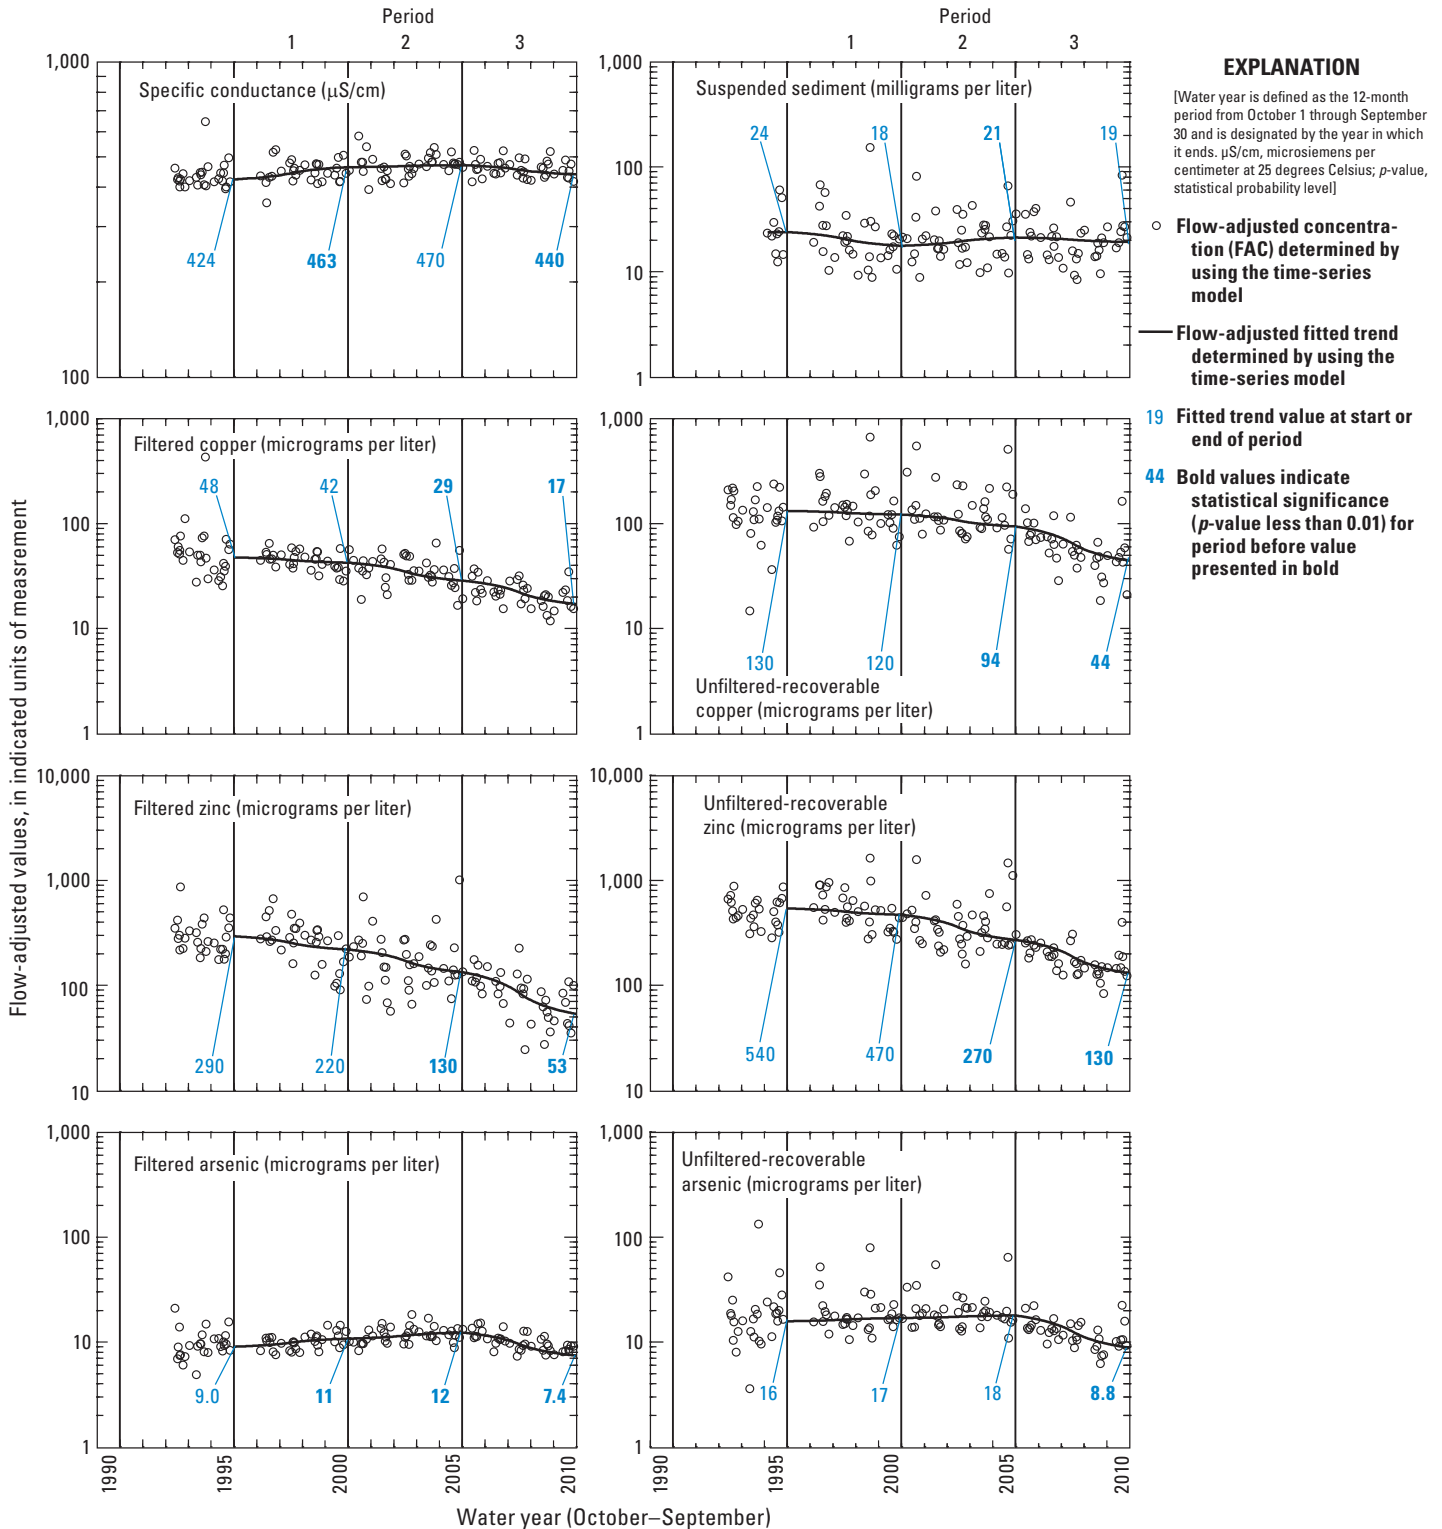 Period
1 2 3
Period
1 2 3
1,000
100
Specific conductance (µS/cm)
424 463 470 440
1,000
100
10
1
Suspended sediment (milligrams per liter)
24 18 21 19
1,000
100
10
1
Filtered copper (micrograms per liter)
48 42 29 17
1,000
100
10
1
130 120 94 44
Unfiltered-recoverable
copper (micrograms per liter)
10,000
1,000
100
10
Filtered zinc (micrograms per liter)
290 220 130 53
10,000
1,000
100
10
Unfiltered-recoverable
zinc (micrograms per liter)
540 470 270 130
1,000
100
10
1
Filtered arsenic (micrograms per liter)
9.0 11 12 7.4
1,000
100
10
1
Unfiltered-recoverable
arsenic (micrograms per liter)
16 17 18 8.8
1990 1995 2000 2005 2010
1990 1995 2000 2005 2010
Water year (October–September)
Flow-adjusted values, in indicated units of measrement
EXPLANATION
[Water year is defined as the 12-month
period from October 1 through September
30 and is designated by the year in which
it ends. µS/cm, microsiemens per
centimeter at 25 degrees Celsius; p-value,
statistical probability level]
Flow-adjusted concentra-
tion (FAC) determined by
using the time-series
model
Flow-adjusted fitted trend
determined by using the
time-series model
19 Fitted trend value at start or
end of period
44 Bold values indicate
statistical significance
(p-value less than 0.01) for
period before value
presented in bold